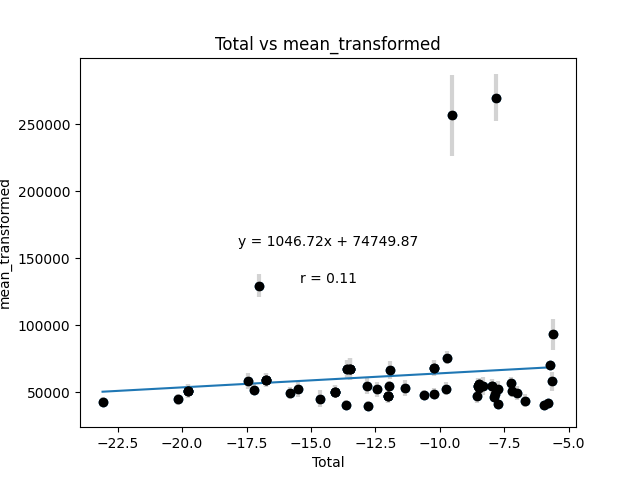 Total vs mean_transformed
mean_transformed
250000
200000
150000
100000
50000
y = 1046.72x + 74749.87
r = 0.11
−22.5 −20.0 −17.5 −15.0 −12.5 −10.0 −7.5 −5.0
Total